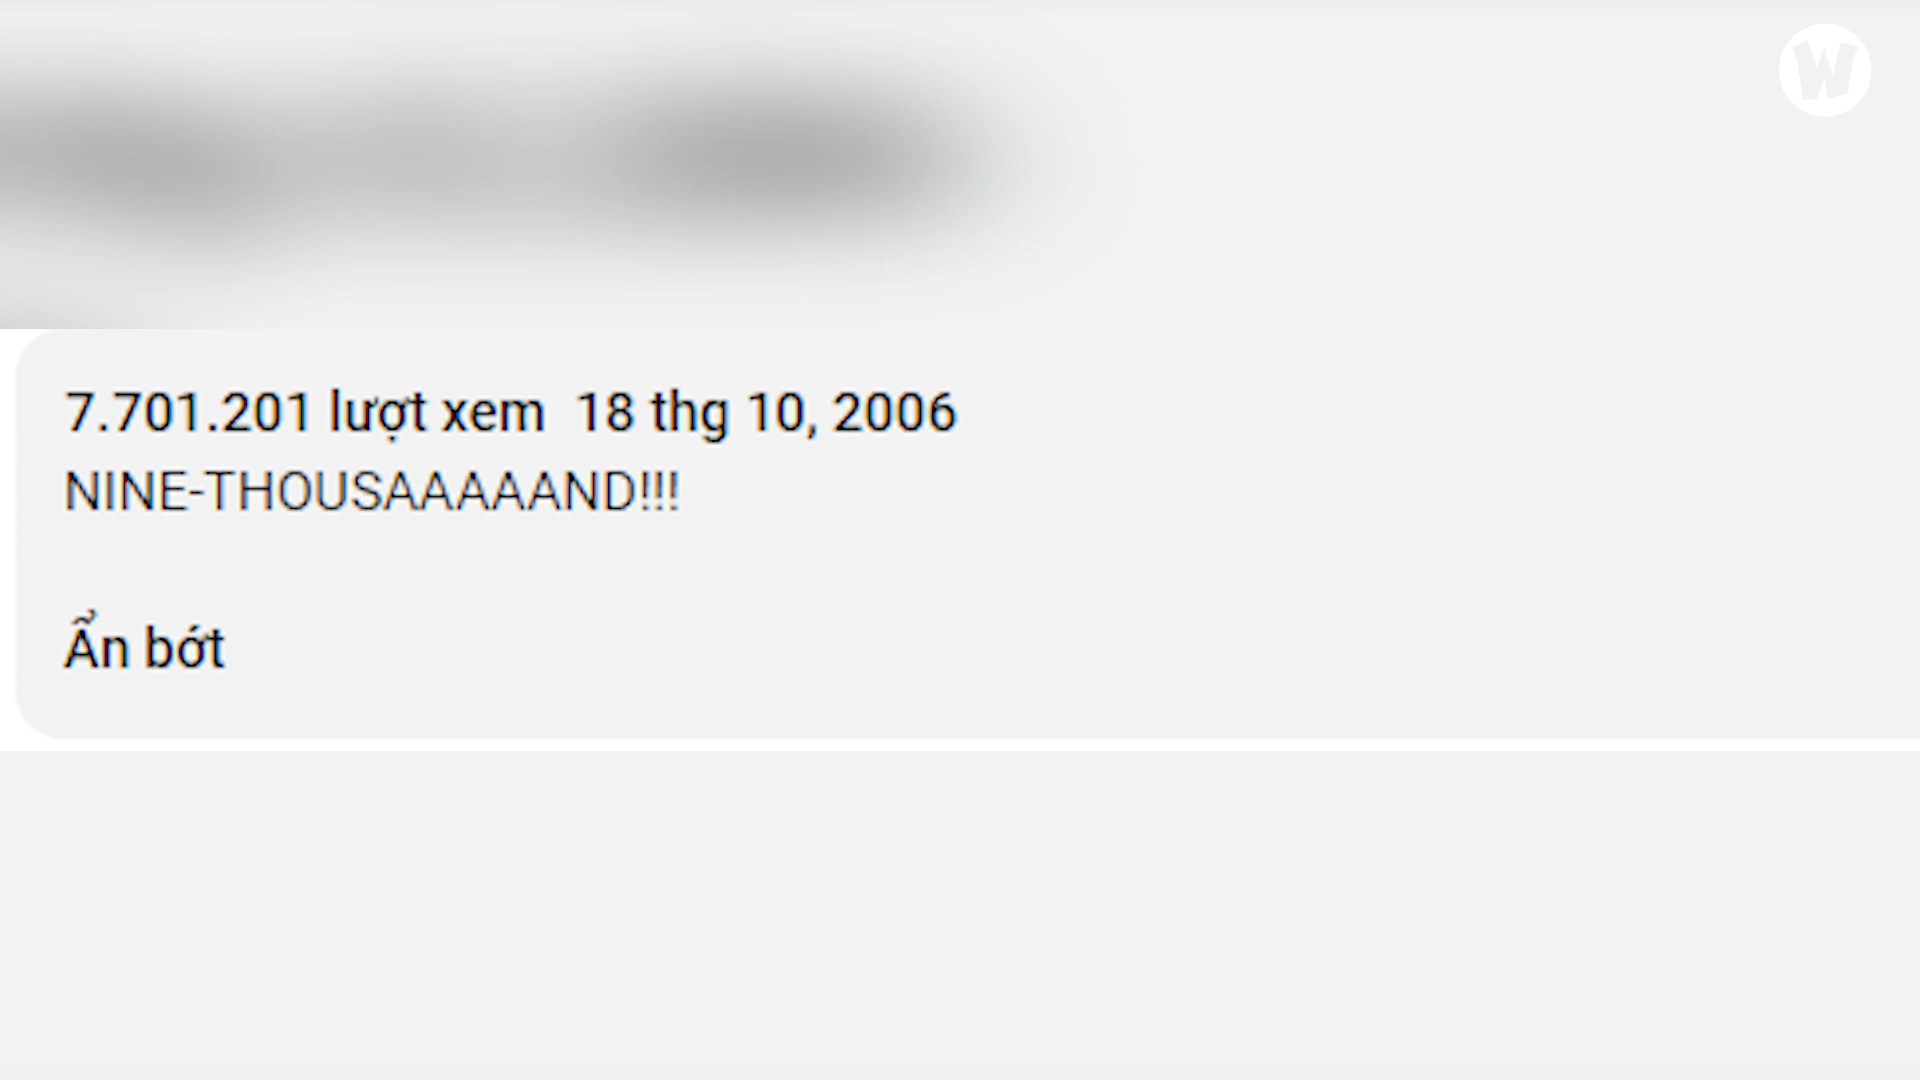 W
7.701.201 lượt xem  18 thg 10, 2006
NINE-THOUSAAAAAND!!!
Ẩn bớt